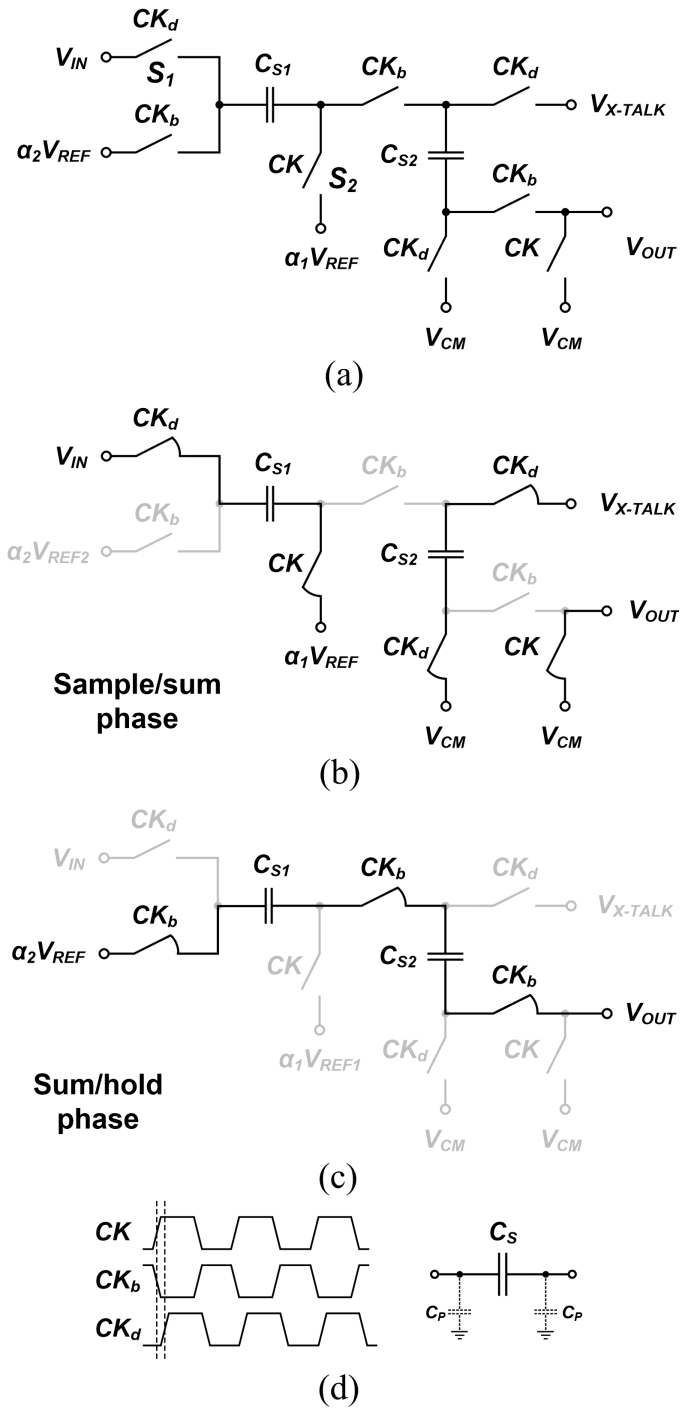 CKd
VIN
S1
CKb
α2VREF
CS1
CKb
CKd
VX-TALK
CK
S2
CS2
CKb
α1VREF
CKd
CK
VOUT
VCM
VCM
(a)
CKd
VIN
CS1
CKb
CKd
VX-TALK
CKb
α2VREF2
CK
CS2
CKb
VOUT
α1VREF
CKd
CK
Sample/sum
phase
VCM
VCM
(b)
CKd
VIN
CS1
CKb
CKd
VX-TALK
CKb
α2VREF
CK
CS2
CKb
VOUT
α1VREF1
CKd
CK
Sum/hold
phase
VCM
VCM
(c)
CK
CKb
CKd
CS
CP
CP
(d)